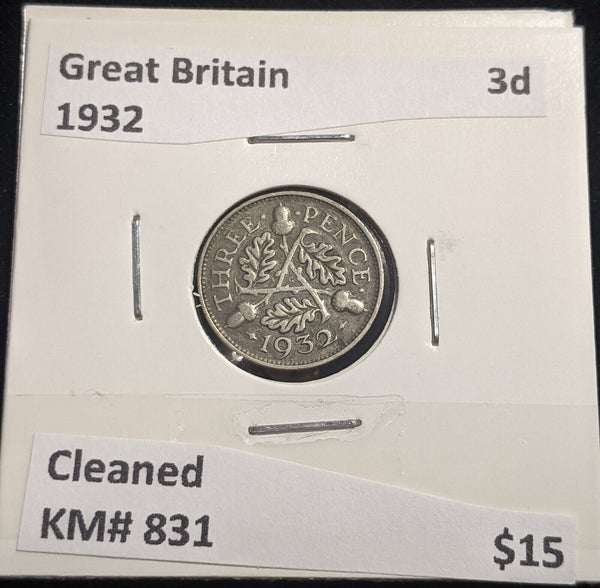 Great Britain 3d
1932
THREE · PENCE ·
1932
Cleaned
KM# 831
$15